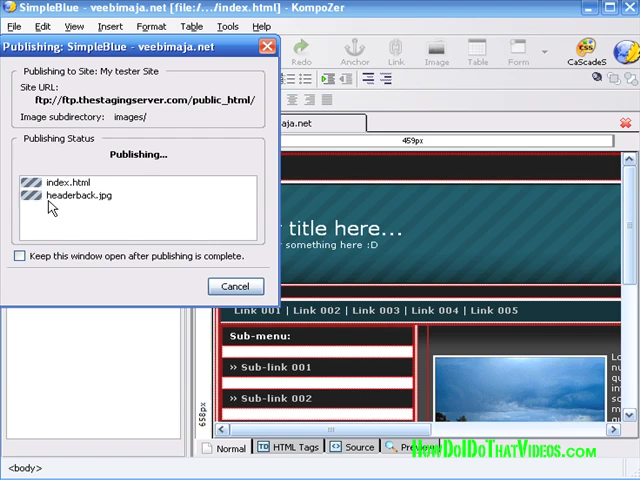 SimpleBlue - veebimaja.net [file:/.../index.html] - KompoZer
File Edit View Insert Format Table Tools Help
Publishing: SimpleBlue - veebimaja.net
Publishing to Site: My tester Site
Site URL:
ftp://ftp.thestagingserver.com/public_html/
Image subdirectory: images/
Publishing Status
Publishing...
index.html
headerback.jpg
Keep this window open after publishing is complete.
Cancel
Redo Anchor Link Image Table Form CaScadeS
CSS
maja.net
459px
r title here...
r something here :D
Link 001 | Link 002 | Link 003 | Link 004 | Link 005
Sub-menu:
» Sub-link 001
» Sub-link 002
658px
Normal HTML Tags Source Preview
HowDoIDoThatVideos.com
<body>